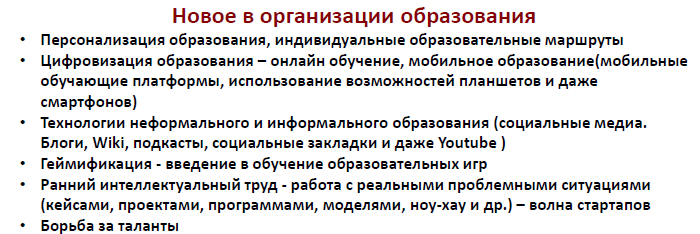 Новое в организации образования
• Персонализация образования, индивидуальные образовательные маршруты
• Цифровизация образования – онлайн обучение, мобильное образование(мобильные
обучающие платформы, использование возможностей планшетов и даже
смартфонов)
• Технологии неформального и информального образования (социальные медиа.
Блоги, Wiki, подкасты, социальные закладки и даже Youtube )
• Геймификация - введение в обучение образовательных игр
• Ранний интеллектуальный труд - работа с реальными проблемными ситуациями
(кейсами, проектами, программами, моделями, ноу-хау и др.) – волна стартапов
• Борьба за таланты